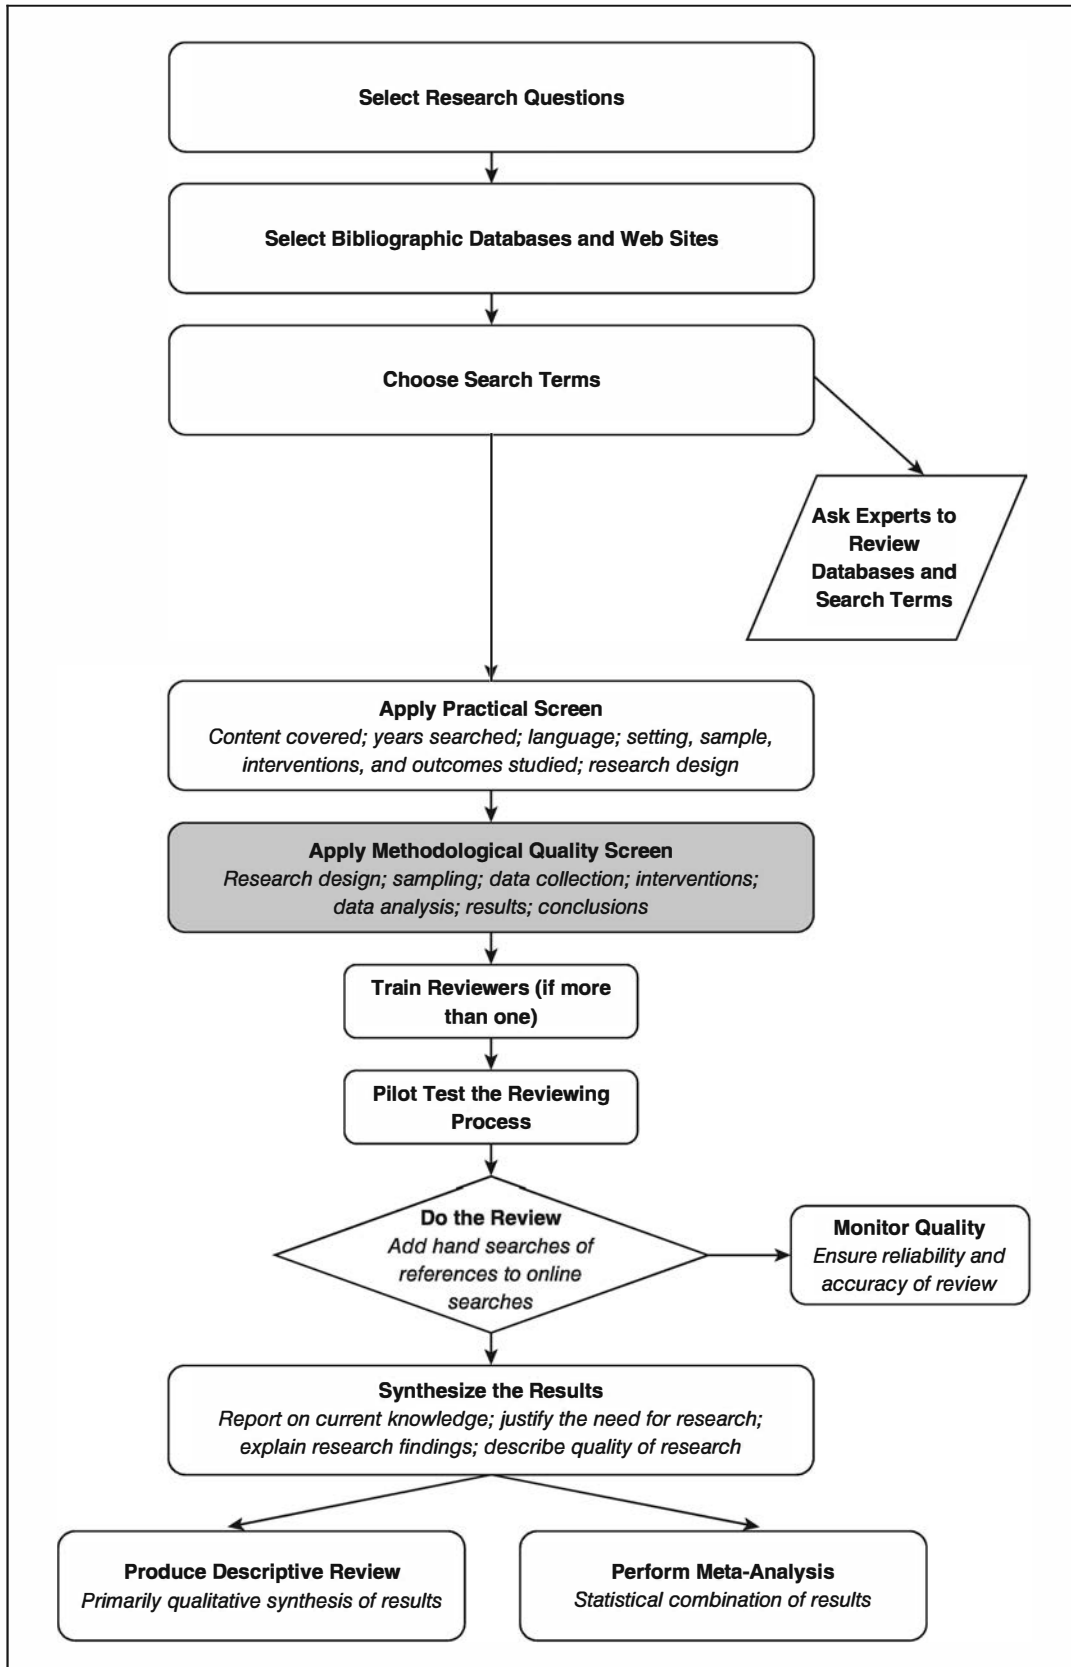 Select Research Questions
Select Bibliographic Databases and Web Sites
Choose Search Terms
Ask Experts to
Review
Databases and
Search Terms
Apply Practical Screen
Content covered; years searched; language; setting, sample,
interventions, and outcomes studied; research design
Apply Methodological Quality Screen
Research design; sampling; data collection; interventions;
data analysis; results; conclusions
Train Reviewers (if more
than one)
Pilot Test the Reviewing
Process
Do the Review
Add hand searches of
references to online
searches
Monitor Quality
Ensure reliability and
accuracy of review
Synthesize the Results
Report on current knowledge; justify the need for research;
explain research findings; describe quality of research
Produce Descriptive Review
Primarily qualitative synthesis of results
Perform Meta-Analysis
Statistical combination of results